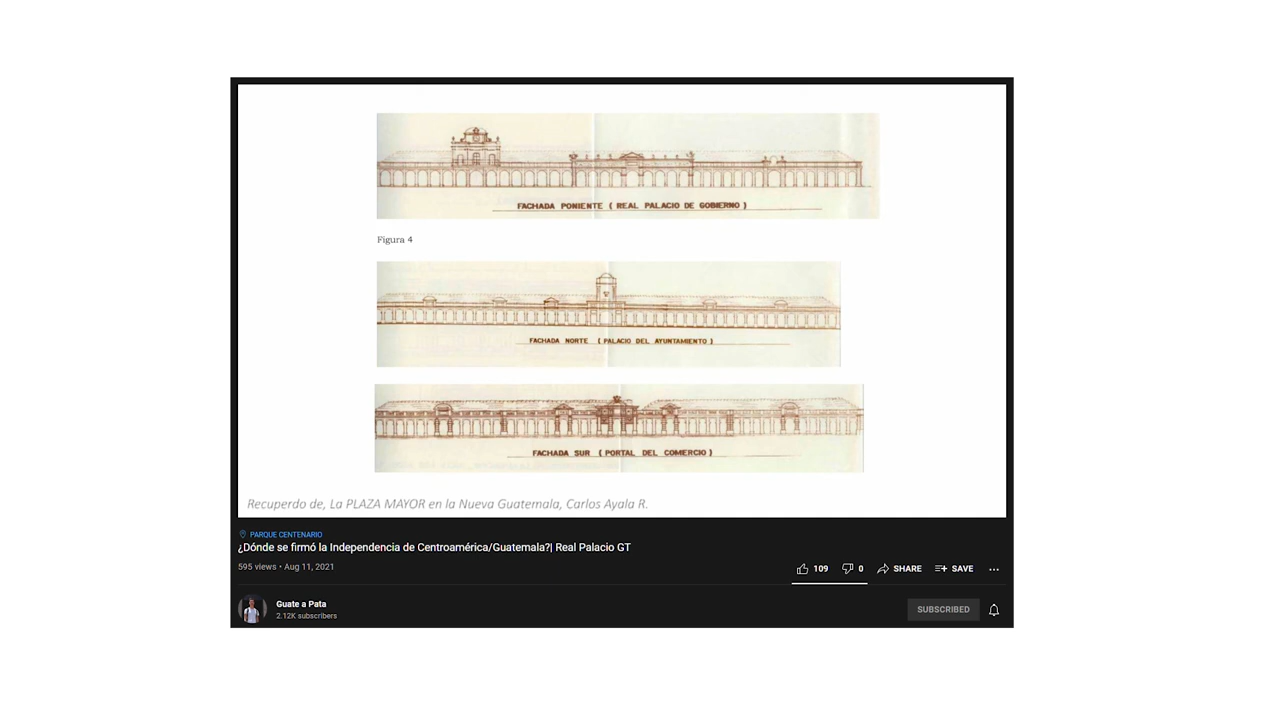 FACHADA PONIENTE ( REAL PALACIO DE GOBIERNO )
Figura 4
FACHADA NORTE ( PALACIO DEL AYUNTAMIENTO )
FACHADA SUR ( PORTAL DEL COMERCIO )
Recuperdo de, La PLAZA MAYOR en la Nueva Guatemala, Carlos Ayala R.
PARQUE CENTENARIO
¿Dónde se firmó la Independencia de Centroamérica/Guatemala?| Real Palacio GT
595 views • Aug 11, 2021
109 0 SHARE SAVE ...
Guate a Pata
2.12K subscribers
SUBSCRIBED